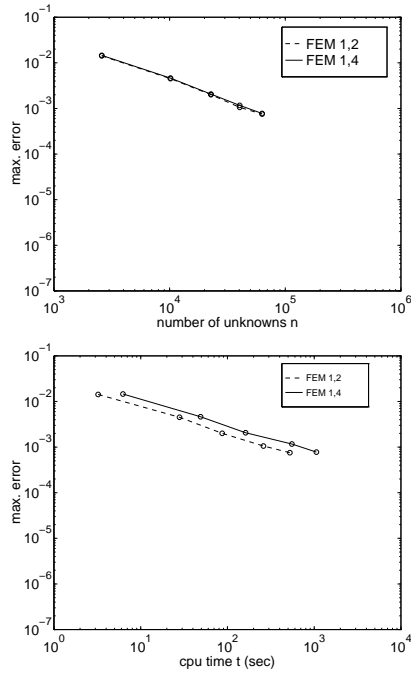 10^-1
10^-2
10^-3
10^-4
10^-5
10^-6
10^-7
max. error
FEM 1,2
FEM 1,4
10^3
10^4
10^5
10^6
number of unknowns n
10^-1
10^-2
10^-3
10^-4
10^-5
10^-6
10^-7
max. error
FEM 1,2
FEM 1,4
10^0
10^1
10^2
10^3
10^4
cpu time t (sec)